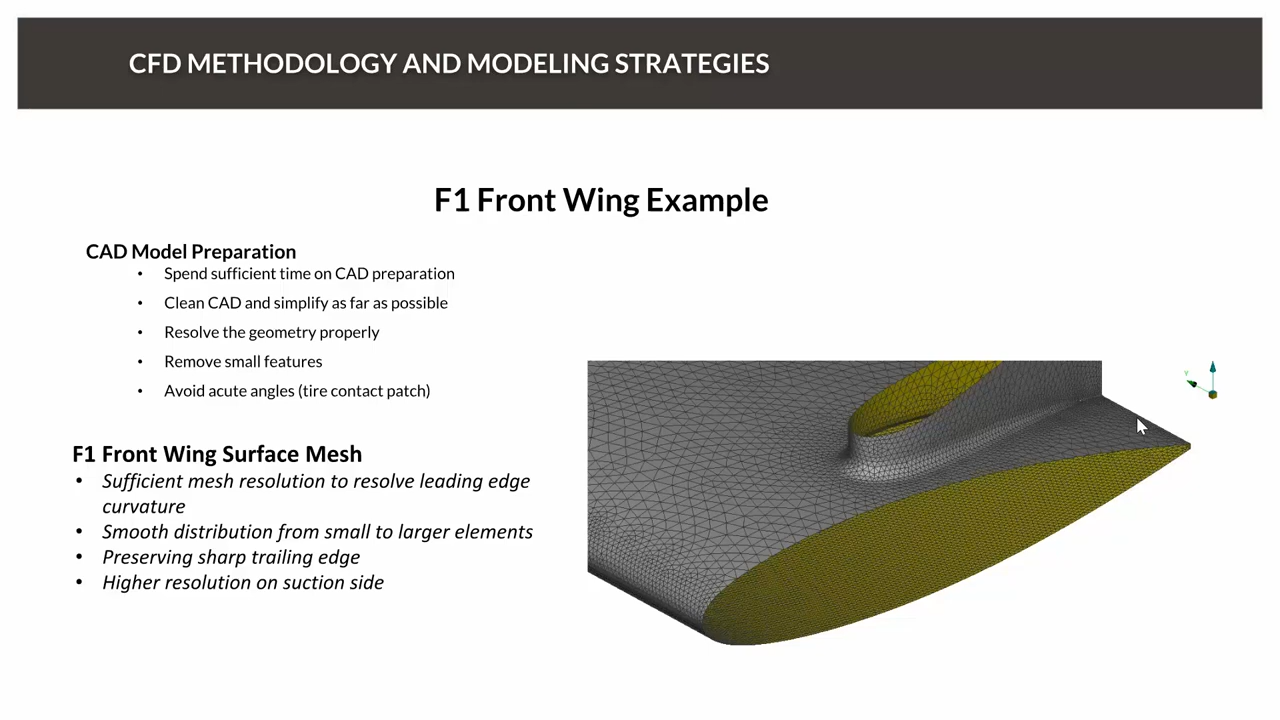 CFD METHODOLOGY AND MODELING STRATEGIES
F1 Front Wing Example
CAD Model Preparation
• Spend sufficient time on CAD preparation
• Clean CAD and simplify as far as possible
• Resolve the geometry properly
• Remove small features
• Avoid acute angles (tire contact patch)
F1 Front Wing Surface Mesh
• Sufficient mesh resolution to resolve leading edge
curvature
• Smooth distribution from small to larger elements
• Preserving sharp trailing edge
• Higher resolution on suction side
Y